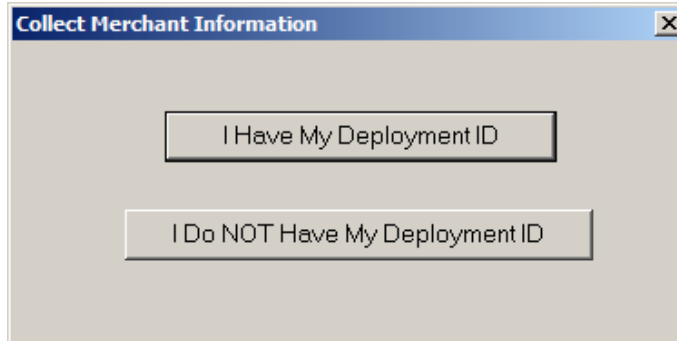 Collect Merchant Information
I Have My Deployment ID
I Do NOT Have My Deployment ID